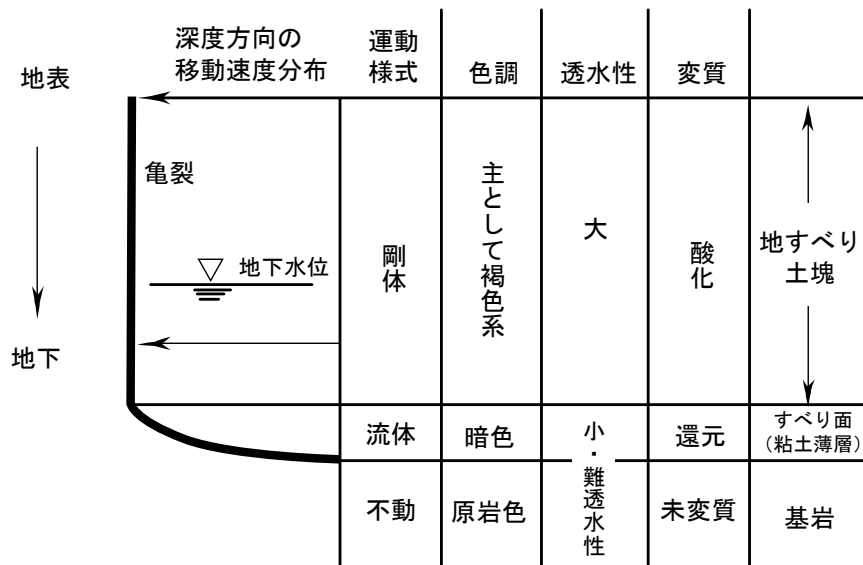 地表
地下
深度方向の
移動速度分布
運動
様式
色調
透水性
変質
亀裂
地下水位
剛体
主として褐色系
大
酸化
地すべり
土塊
流体
暗色
小・難透水性
還元
すべり面
(粘土薄層)
不動
原岩色
未変質
基岩